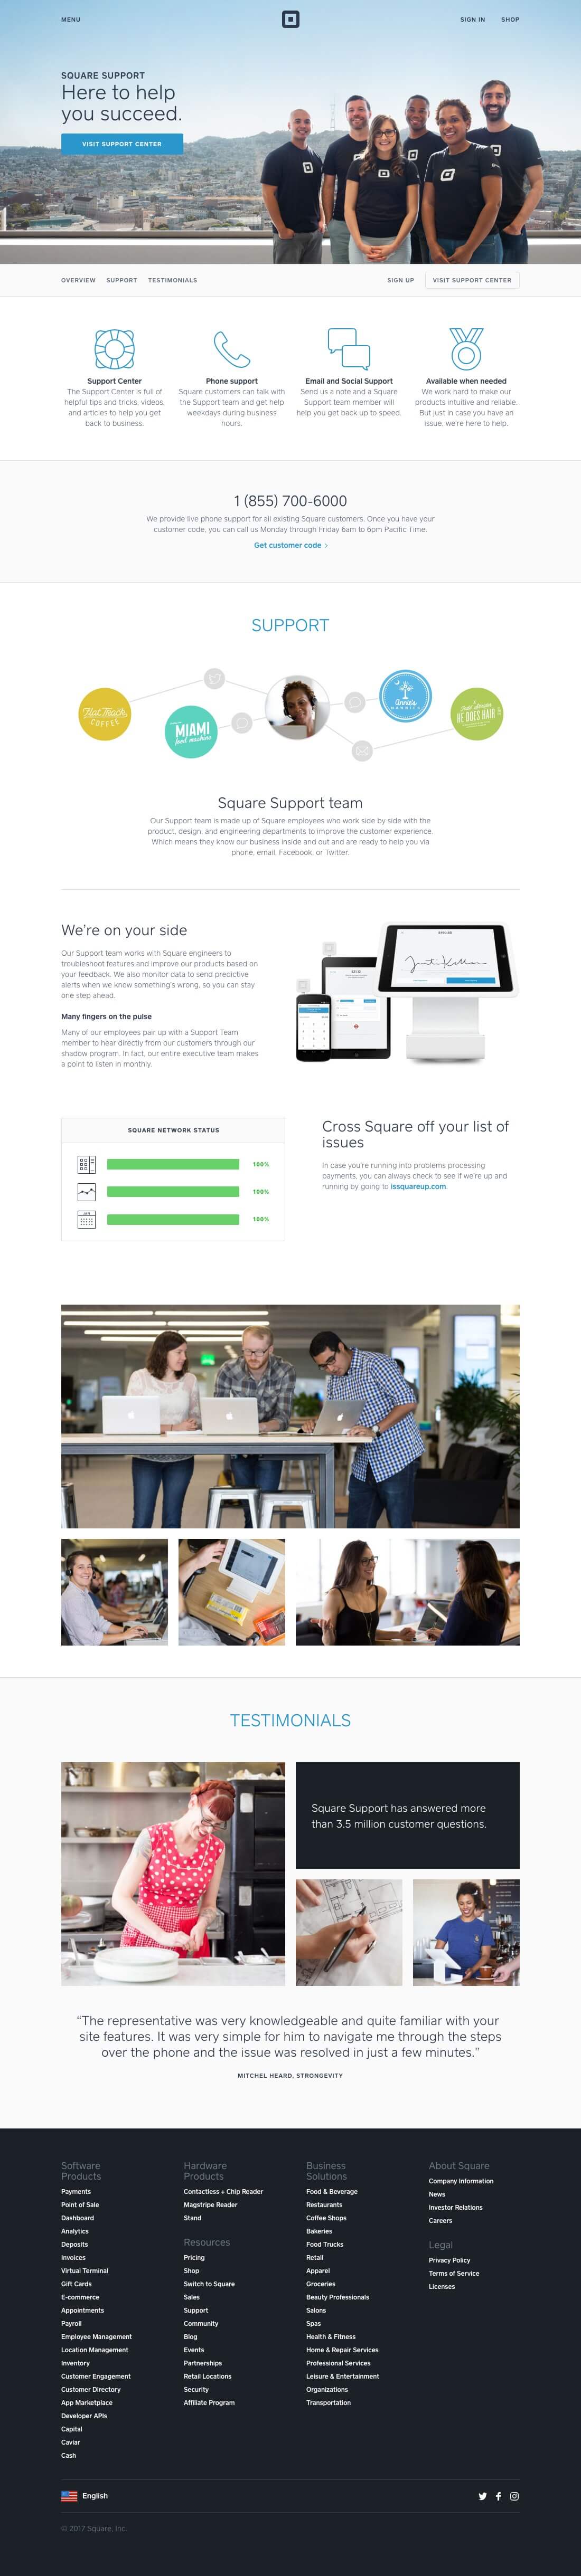 MENU
SIGN IN
SHOP
SQUARE SUPPORT
Here to help
you succeed.
VISIT SUPPORT CENTER
OVERVIEW
SUPPORT
TESTIMONIALS
SIGN UP
VISIT SUPPORT CENTER
Support Center
The Support Center is full of
helpful tips and tricks, videos,
and articles to help you get
back to business.
Phone support
Square customers can talk with
the Support team and get help
weekdays during business
hours.
Email and Social Support
Send us a note and a Square
Support team member will
help you get back up to speed.
Available when needed
We work hard to make our
products intuitive and reliable.
But just in case you have an
issue, we're here to help.
1 (855) 700-6000
We provide live phone support for all existing Square customers. Once you have your
customer code, you can call us Monday through Friday 6am to 6pm Pacific Time.
Get customer code >
SUPPORT
Flat Track
COFFEE
MIAMI
food machine
Annie's
HE DOES HAIR
Square Support team
Our Support team is made up of Square employees who work side by side with the
product, design, and engineering departments to improve the customer experience.
Which means they know our business inside and out and are ready to help you via
phone, email, Facebook, or Twitter.
We're on your side
Our Support team works with Square engineers to
troubleshoot features and improve our products based on
your feedback. We also monitor data to send predictive
alerts when we know something's wrong, so you can stay
one step ahead.
Many fingers on the pulse
Many of our employees pair up with a Support Team
member to hear directly from our customers through our
shadow program. In fact, our entire executive team makes
a point to listen in monthly.
SQUARE NETWORK STATUS
100%
100%
100%
Cross Square off your list of
issues
In case you're running into problems processing
payments, you can always check to see if we're up and
running by going to issquareup.com.
TESTIMONIALS
Square Support has answered more
than 3.5 million customer questions.
“The representative was very knowledgeable and quite familiar with your
site features. It was very simple for him to navigate me through the steps
over the phone and the issue was resolved in just a few minutes.”
MITCHEL HEARD, STRONGEVITY
Software
Products
Payments
Point of Sale
Dashboard
Analytics
Deposits
Invoices
Virtual Terminal
Gift Cards
E-commerce
Appointments
Payroll
Employee Management
Location Management
Inventory
Customer Engagement
Customer Directory
App Marketplace
Developer APIs
Capital
Caviar
Cash
Hardware
Products
Contactless + Chip Reader
Magstripe Reader
Stand
Resources
Pricing
Shop
Switch to Square
Sales
Support
Community
Blog
Events
Partnerships
Retail Locations
Security
Affiliate Program
Business
Solutions
Food & Beverage
Restaurants
Coffee Shops
Bakeries
Food Trucks
Retail
Apparel
Groceries
Beauty Professionals
Salons
Spas
Health & Fitness
Home & Repair Services
Professional Services
Leisure & Entertainment
Organizations
Transportation
About Square
Company Information
News
Investor Relations
Careers
Legal
Privacy Policy
Terms of Service
Licenses
English
© 2017 Square, Inc.